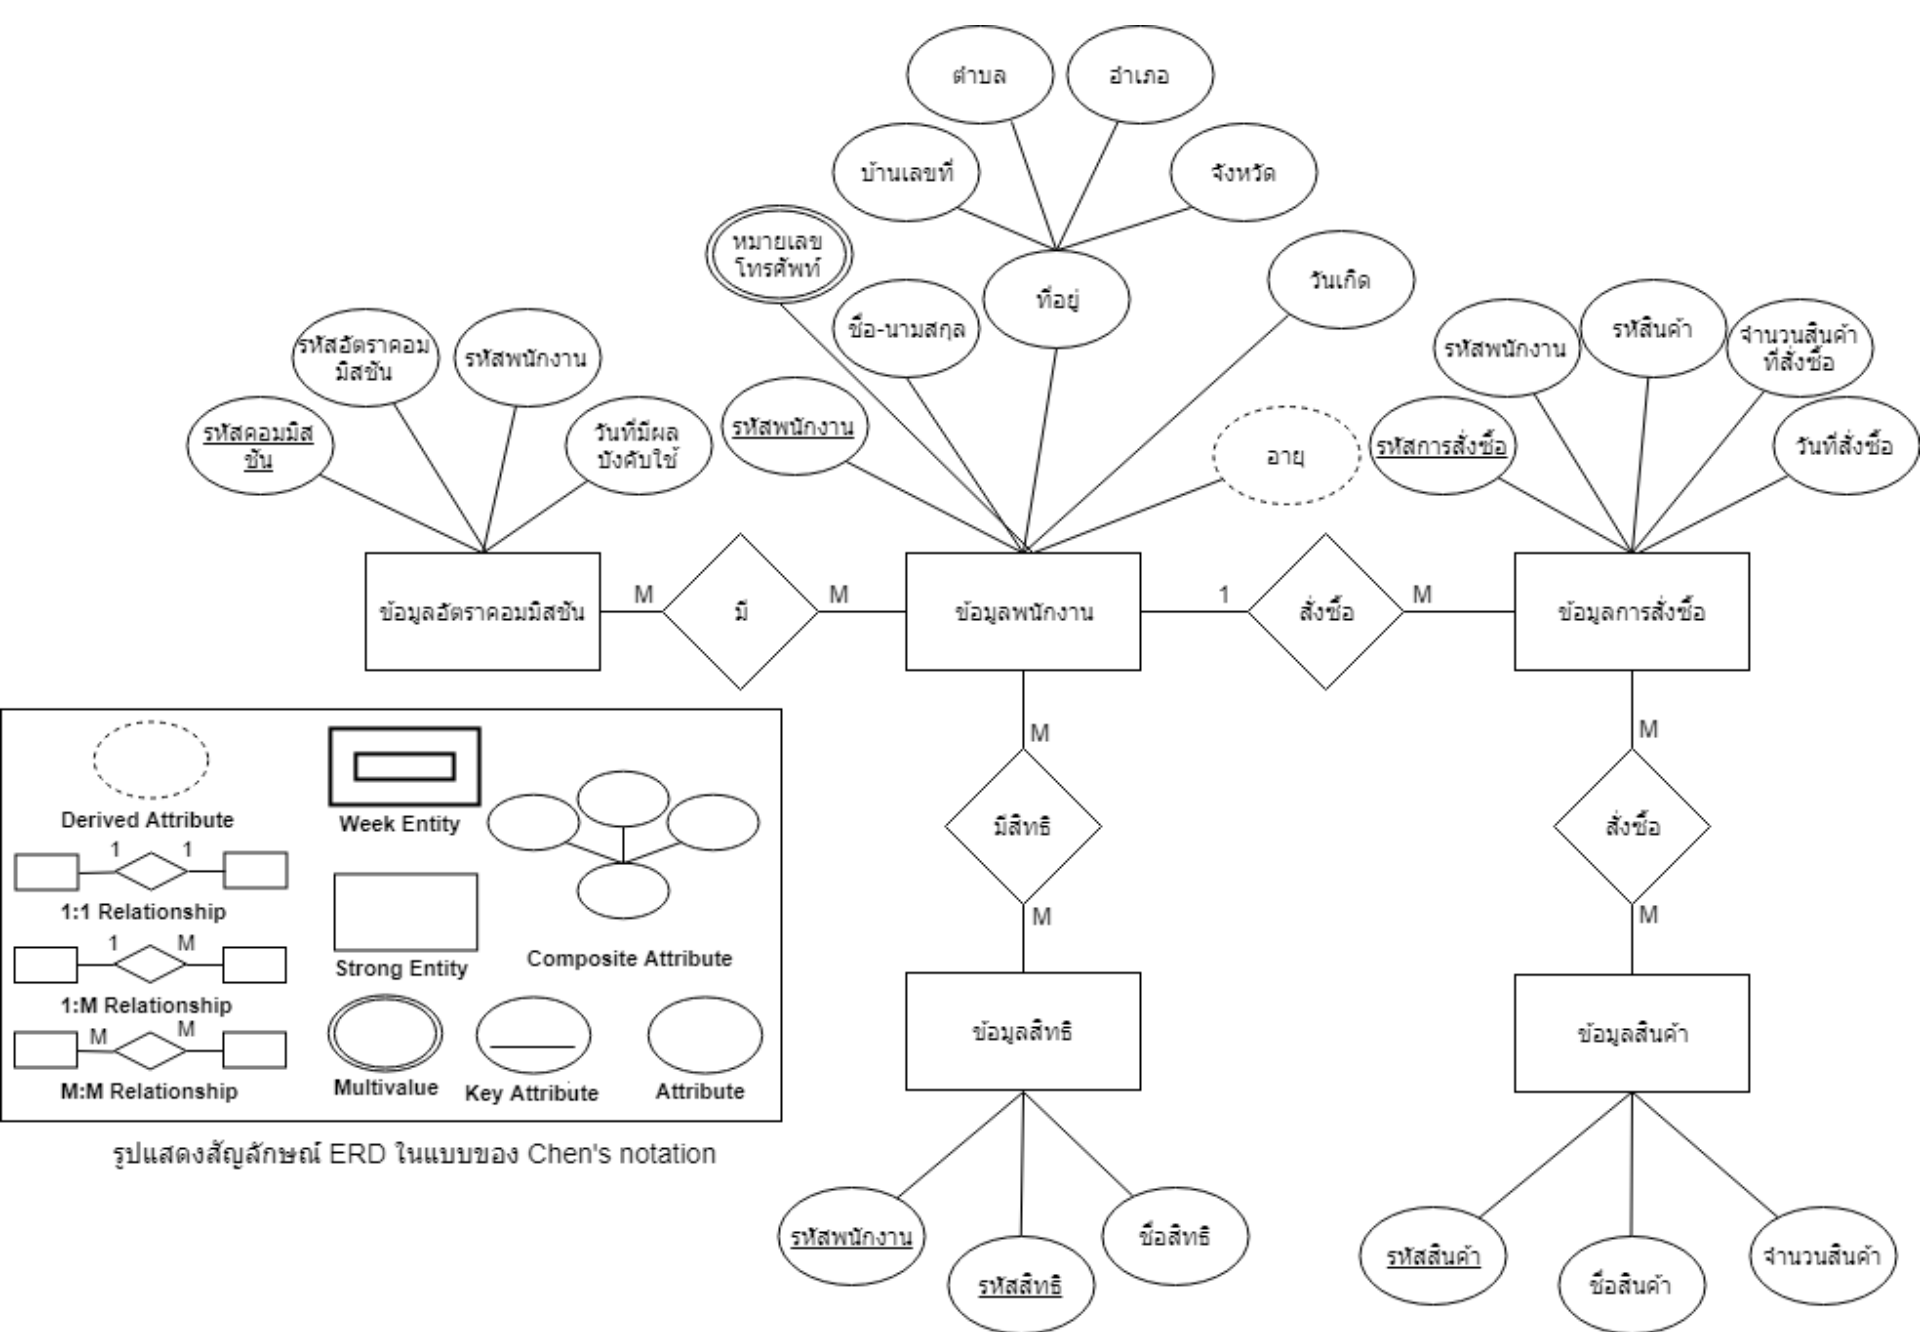 ตำบล
อำเภอ
บ้านเลขที่
จังหวัด
หมายเลข
โทรศัพท์
ชื่อ-นามสกุล
ที่อยู่
วันเกิด
รหัสอัตราคอม
มิสชัน
รหัสพนักงาน
รหัสคอมมิส
ชัน
วันที่มีผล
บังคับใช้
รหัสพนักงาน
อายุ
รหัสพนักงาน
รหัสินค้า
จำนวนสินค้า
ที่สั่งซื้อ
รหัสการสั่งซื้อ
วันที่สั่งซื้อ
ข้อมูลอัตราคอมมิสชัน
M
มี
M
ข้อมูลพนักงาน
1
สั่งซื้อ
M
ข้อมูลการสั่งซื้อ
M
มีสิทธิ
M
ข้อมูลสิทธิ
M
สั่งซื้อ
M
ข้อมูลสินค้า
รหัสพนักงาน
รหัสสิทธิ
ชื่อสิทธิ
รหัสสินค้า
ชื่อสินค้า
จำนวนสินค้า
Derived Attribute
1 1
1:1 Relationship
1 M
1:M Relationship
M M
M:M Relationship
Week Entity
Strong Entity
Composite Attribute
Multivalue
Key Attribute
Attribute
รูปแสดงสัญลักษณ์ ERD ในแบบของ Chen's notation